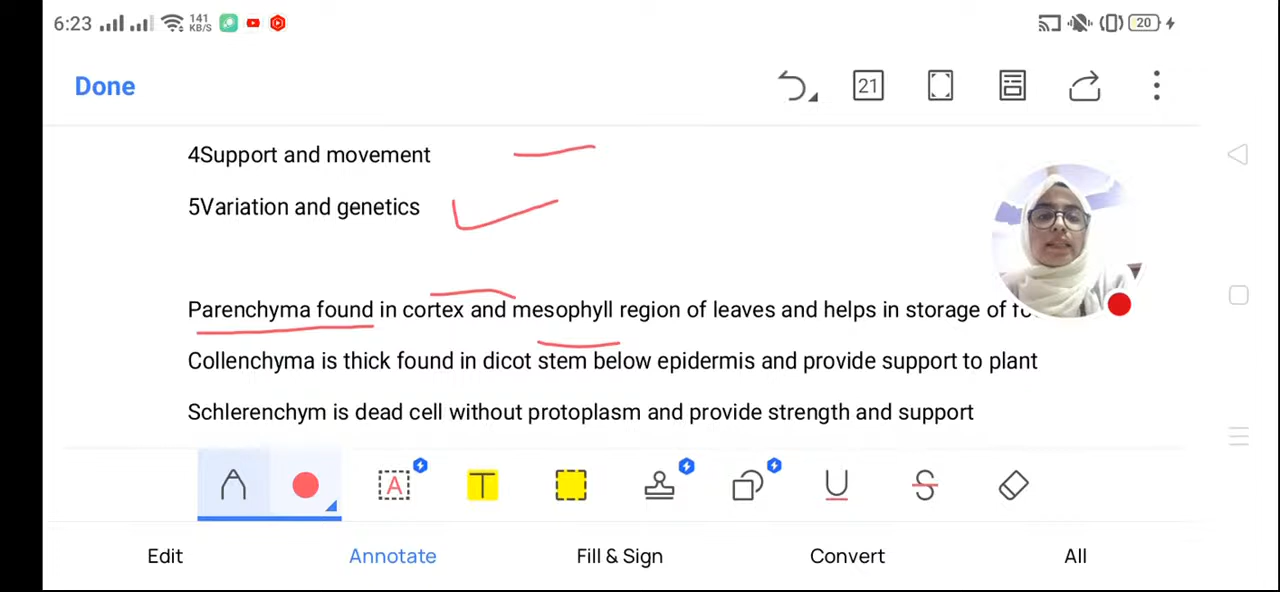 6:23 141 KB/S 20
Done 21
4Support and movement
5Variation and genetics
Parenchyma found in cortex and mesophyll region of leaves and helps in storage of
Collenchyma is thick found in dicot stem below epidermis and provide support to plant
Schlerenchym is dead cell without protoplasm and provide strength and support
A T U S
Edit Annotate Fill & Sign Convert All